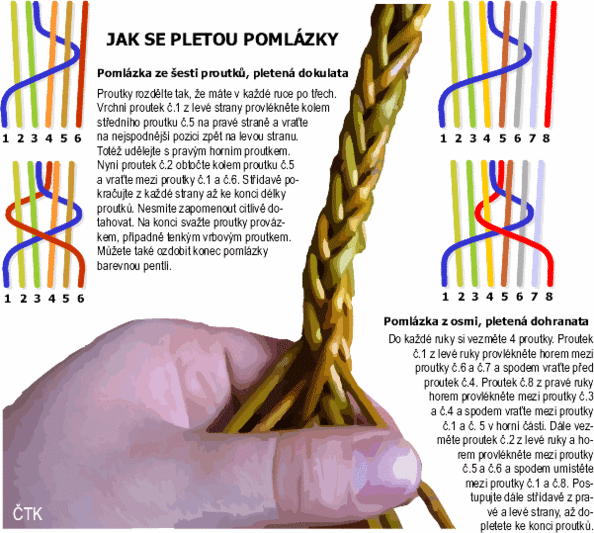 JAK SE PLETOU POMLÁZKY
Pomlázka ze šesti proutků, pletená dokulata
Proutky rozdělte tak, že máte v každé ruce po třech.
Vrchni proutek č.1 z levé strany provlékněte kolem
středního proutku č.5 na pravé straně a vraťte
na nejspodnější pozici zpět na levou stranu.
Totéž udělejte s pravým horním proutkem.
Nyní proutek č.2 obtočte kolem proutku č.5
a vraťte mezi proutky č.1 a č.6. Střídavě po-
kračujte z každé strany až ke konci délky
proutků. Nesmite zapomenout citlivě do-
tahovat. Na konci svažte proutky prováz-
kem, případně tenkým vrbovým proutkem.
Můžete také ozdobit konec pomlázky
barevnou pentlí.
1 2 3 4 5 6
1 2 3 4 5 6
1 2 3 4 5 6 7 8
1 2 3 4 5 6 7 8
Pomlázka z osmi, pletená dohranata
Do každé ruky si vezměte 4 proutky. Proutek
č.1 z levé ruky provlékněte horem mezi
proutky č.6 a č.7 a spodem vraťte před
proutek č.4. Proutek č.8 z pravé ruky
horem provlékněte mezi proutky č.3
a č.4 a spodem vraťte mezi proutky
č.1 a č. 5 v horní části. Dále vez-
měte proutek č.2 z levé ruky a ho-
rem provlékněte mezi proutky
č.5 a č.6 a spodem umistěte
mezi proutky č.1 a č.8. Pos-
tupujte dále střídavě z pra-
vé a levé strany, až do-
pletete ke konci proutků.
ČTK